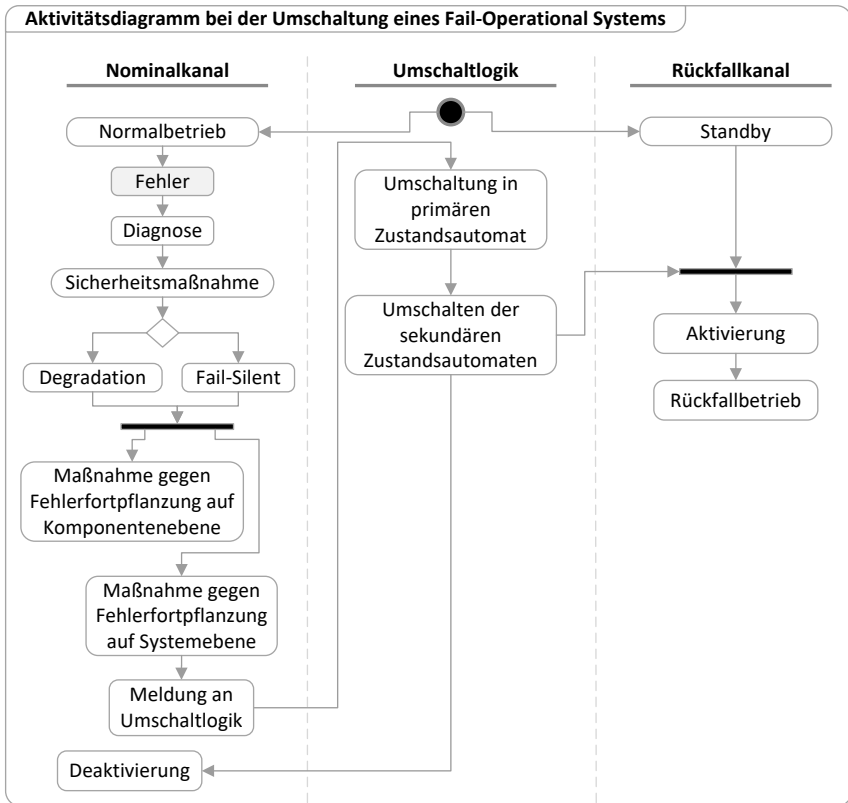 Aktivitätsdiagramm bei der Umschaltung eines Fail-Operational Systems
Nominalkanal
Umschaltlogik
Rückfallkanal
Normalbetrieb
Fehler
Diagnose
Sicherheitsmaßnahme
Degradation
Fail-Silent
Maßnahme gegen
Fehlerfortpflanzung auf
Komponentenebene
Maßnahme gegen
Fehlerfortpflanzung
auf Systemebene
Meldung an
Umschaltlogik
Deaktivierung
Umschaltung in
primären
Zustandsautomat
Umschalten der
sekundären
Zustandsautomaten
Standby
Aktivierung
Rückfallbetrieb